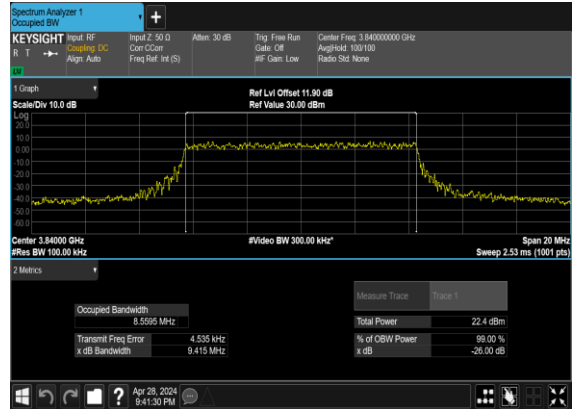 Spectrum Analyzer 1
Occupied BW
KEYSIGHT Input: RF Input Z: 50 Ω Atten: 30 dB Trig: Free Run Center Freq: 3.840000000 GHz
R T Coupling: DC Corr CCorr Gate: Off Avg|Hold: 100/100
Align: Auto Freq Ref: Int (S) #IF Gain: Low Radio Std: None
1 Graph
Scale/Div 10.0 dB
Ref Lvl Offset 11.90 dB
Ref Value 30.00 dBm
Log
20.0
10.0
0.00
-10.0
-20.0
-30.0
-40.0
-50.0
-60.0
Center 3.84000 GHz #Video BW 300.00 kHz* Span 20 MHz
#Res BW 100.00 kHz Sweep 2.53 ms (1001 pts)
2 Metrics
Measure Trace Trace 1
Occupied Bandwidth
8.5595 MHz
Total Power 22.4 dBm
Transmit Freq Error 4.535 kHz % of OBW Power 99.00 %
x dB Bandwidth 9.415 MHz x dB -26.00 dB
Apr 28, 2024
9:41:30 PM